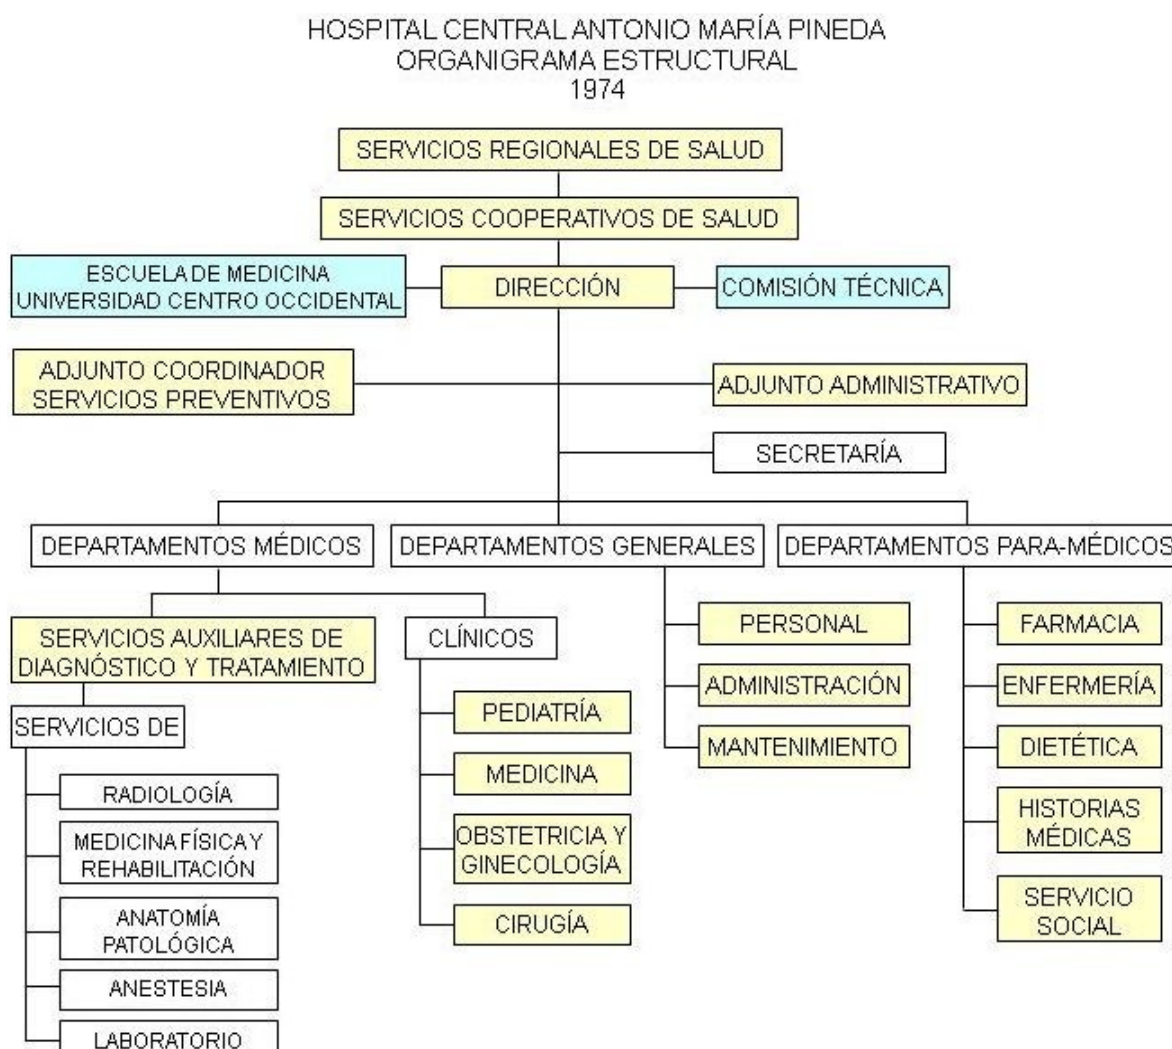 HOSPITAL CENTRAL ANTONIO MARÍA PINEDA
ORGANIGRAMA ESTRUCTURAL
1974
SERVICIOS REGIONALES DE SALUD
SERVICIOS COOPERATIVOS DE SALUD
ESCUELA DE MEDICINA
UNIVERSIDAD CENTRO OCCIDENTAL
DIRECCIÓN
COMISIÓN TÉCNICA
ADJUNTO COORDINADOR
SERVICIOS PREVENTIVOS
ADJUNTO ADMINISTRATIVO
SECRETARÍA
DEPARTAMENTOS MÉDICOS
DEPARTAMENTOS GENERALES
DEPARTAMENTOS PARA-MÉDICOS
SERVICIOS AUXILIARES DE
DIAGNÓSTICO Y TRATAMIENTO
SERVICIOS DE
RADIOLOGÍA
MEDICINA FÍSICA Y
REHABILITACIÓN
ANATOMÍA
PATOLÓGICA
ANESTESIA
LABORATORIO
CLÍNICOS
PEDIATRÍA
MEDICINA
OBSTETRICIA Y
GINECOLOGÍA
CIRUGÍA
PERSONAL
ADMINISTRACIÓN
MANTENIMIENTO
FARMACIA
ENFERMERÍA
DIETÉTICA
HISTORIAS
MÉDICAS
SERVICIO
SOCIAL